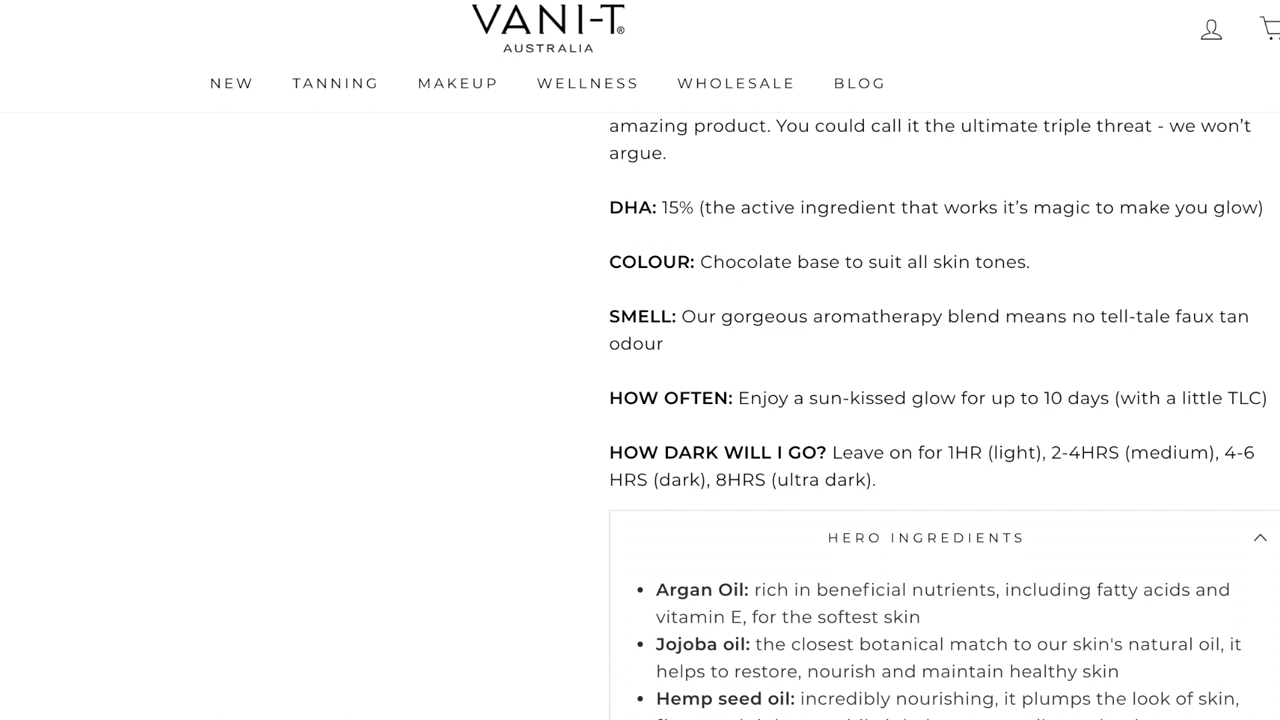 VANI-T®
AUSTRALIA
NEW TANNING MAKEUP WELLNESS WHOLESALE BLOG
amazing product. You could call it the ultimate triple threat - we won’t
argue.
DHA: 15% (the active ingredient that works it’s magic to make you glow)
COLOUR: Chocolate base to suit all skin tones.
SMELL: Our gorgeous aromatherapy blend means no tell-tale faux tan
odour
HOW OFTEN: Enjoy a sun-kissed glow for up to 10 days (with a little TLC)
HOW DARK WILL I GO? Leave on for 1HR (light), 2-4HRS (medium), 4-6
HRS (dark), 8HRS (ultra dark).
HERO INGREDIENTS
• Argan Oil: rich in beneficial nutrients, including fatty acids and
vitamin E, for the softest skin
• Jojoba oil: the closest botanical match to our skin's natural oil, it
helps to restore, nourish and maintain healthy skin
• Hemp seed oil: incredibly nourishing, it plumps the look of skin,